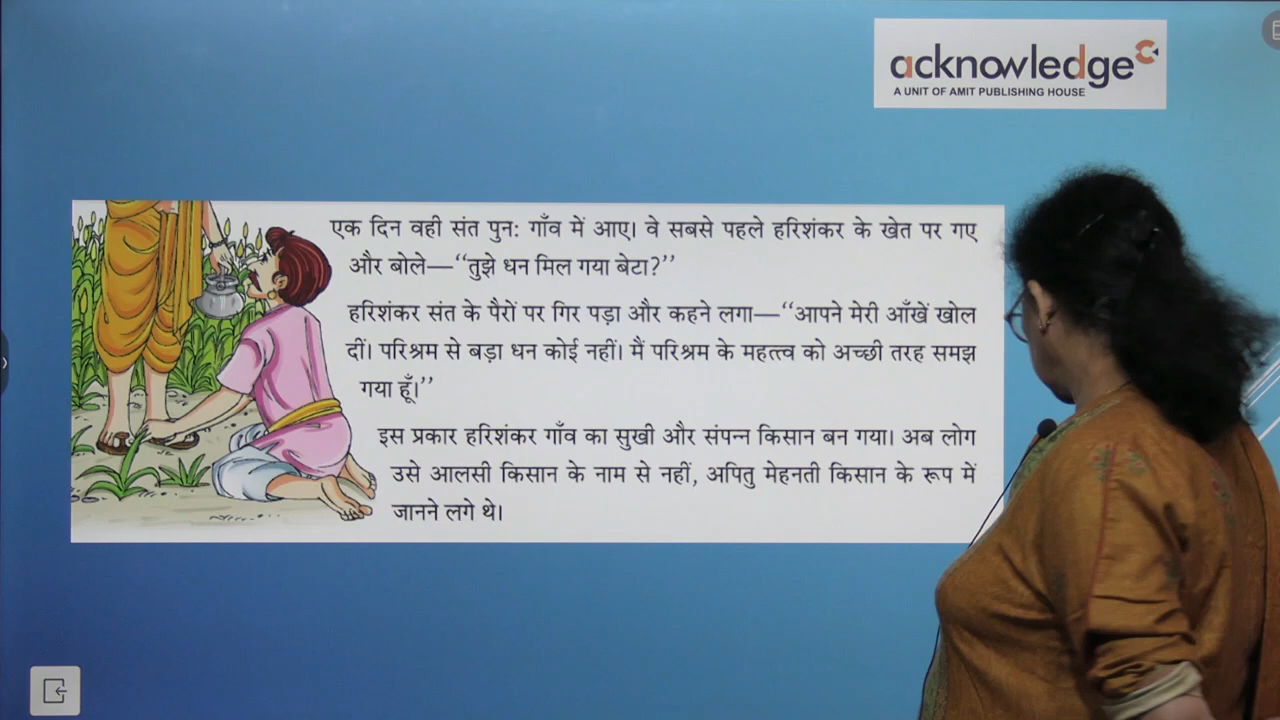 acknowledge
A UNIT OF AMIT PUBLISHING HOUSE
एक दिन वही संत पुन: गाँव में आए। वे सबसे पहले हरिशंकर के खेत पर गए
और बोले—“तुझे धन मिल गया बेटा?”
हरिशंकर संत के पैरों पर गिर पड़ा और कहने लगा—“आपने मेरी आँखें खोल
दीं। परिश्रम से बड़ा धन कोई नहीं। मैं परिश्रम के महत्त्व को अच्छी तरह समझ
गया हूँ।”
इस प्रकार हरिशंकर गाँव का सुखी और संपन्न किसान बन गया। अब लोग
उसे आलसी किसान के नाम से नहीं, अपितु मेहनती किसान के रूप में
जानने लगे थे।